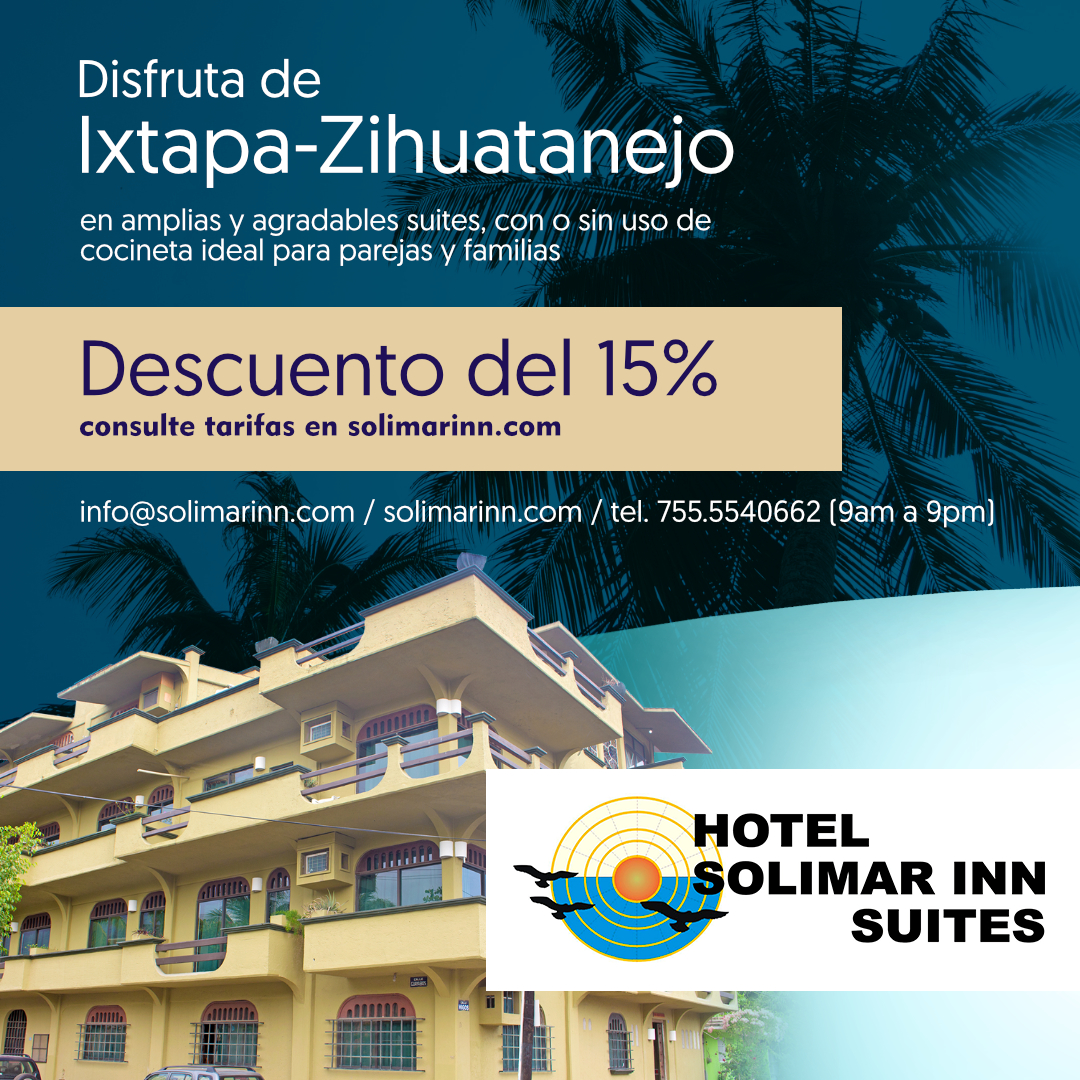 Disfruta de
Ixtapa-Zihuatanejo
en amplias y agradables suites, con o sin uso de
cocineta ideal para parejas y familias
Descuento del 15%
consulte tarifas en solimarinn.com
info@solimarinn.com / solimarinn.com / tel. 755.5540662 (9am a 9pm)
HOTEL
SOLIMAR INN
SUITES